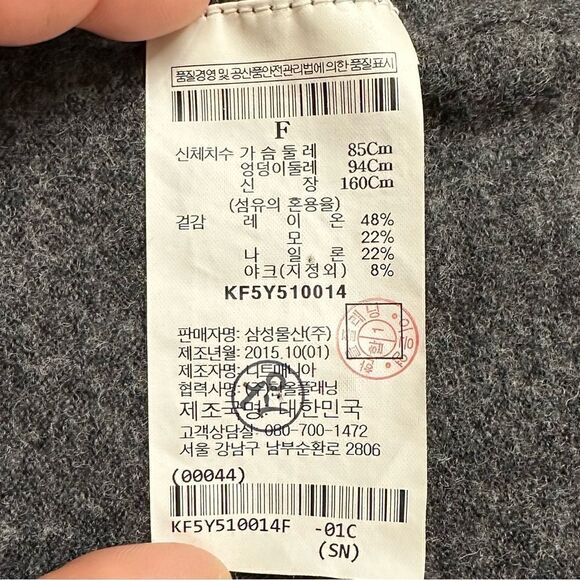 품질경영 및 공산품안전관리법에 의한 품질표시
F
신체치수 가 슴 둘 레 85Cm
엉덩이둘레 94Cm
신 장 160Cm
(섬유의 혼용율)
겉감 레 이 온 48%
모 22%
나 일 론 22%
야크(지정외) 8%
KF5Y510014
판매자명: 삼성물산(주)
제조년월: 2015.10(01)
제조자명: 니트매니아
협력사명:
제조국명: 대한민국
고객상담실: 080-700-1472
서울 강남구 남부순환로 2806
(00044)
KF5Y510014F -01C
(SN)